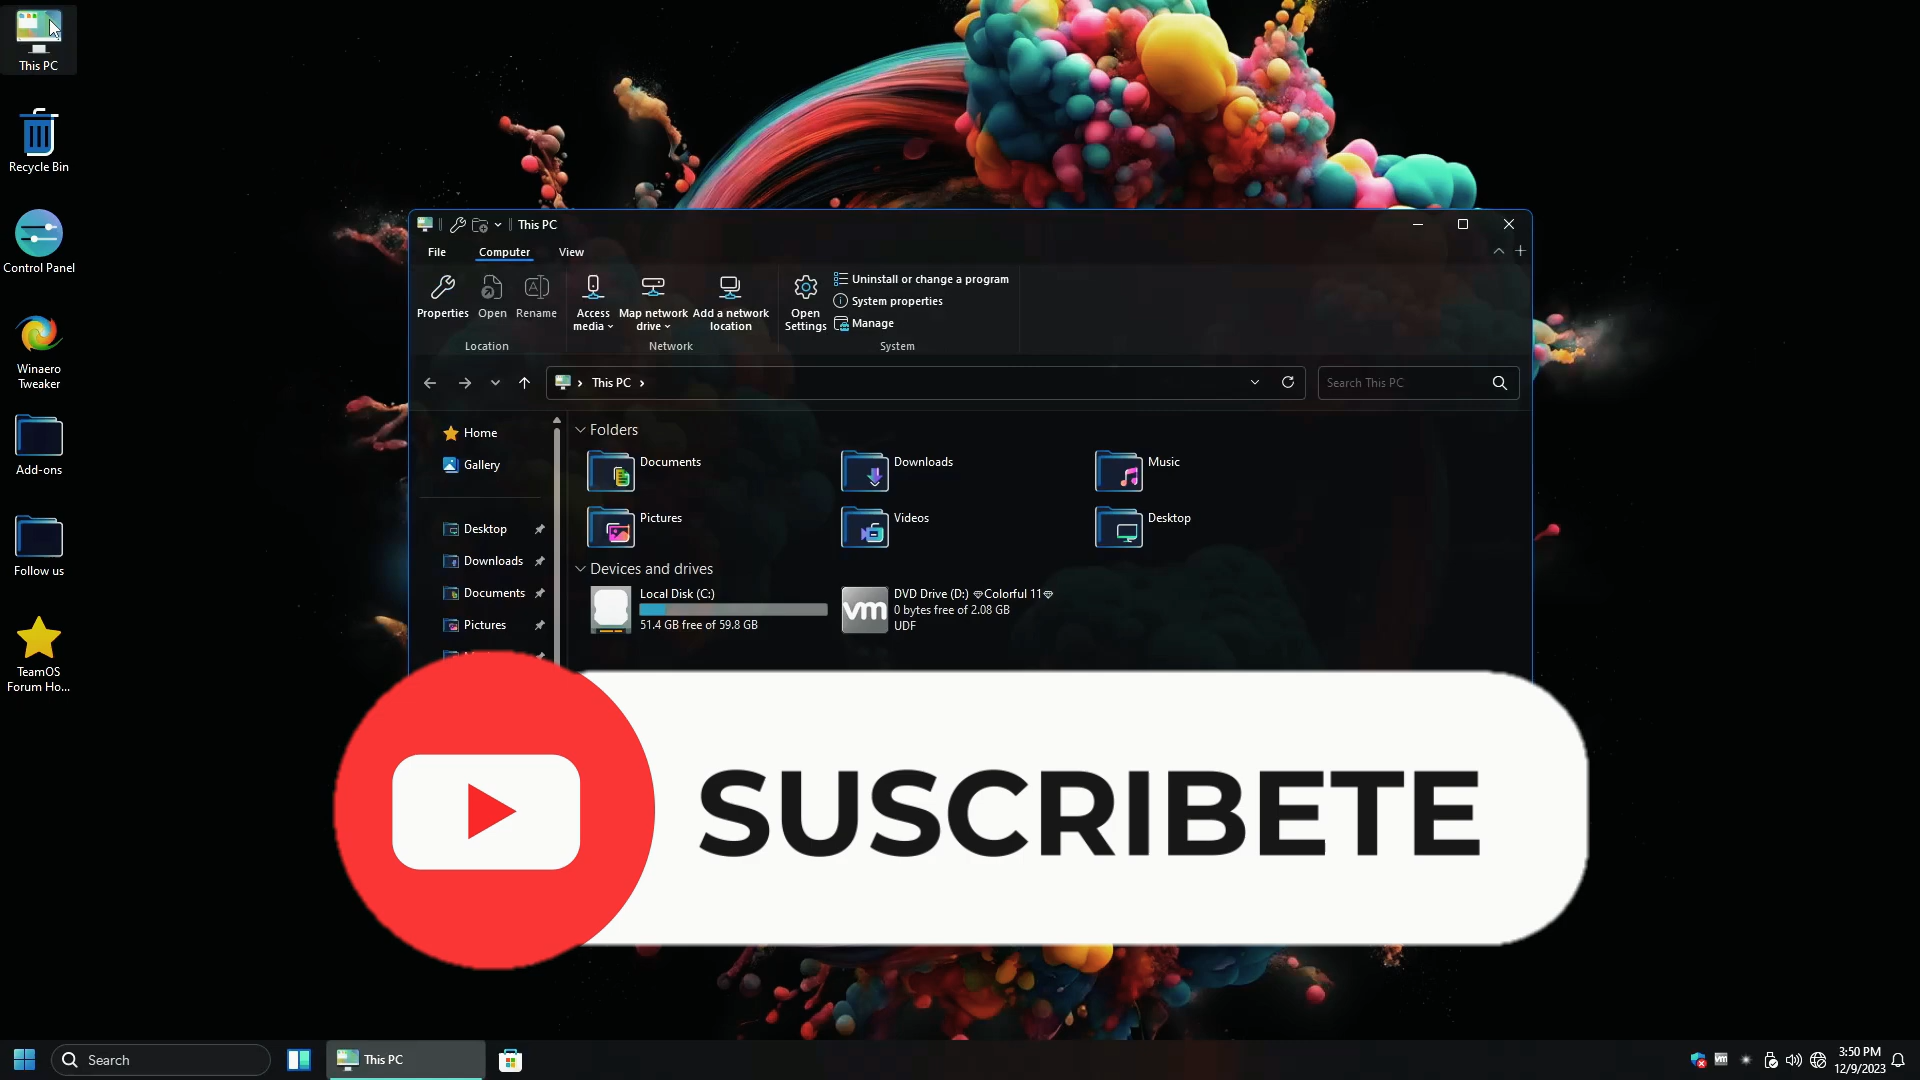 This PC
Recycle Bin
Control Panel
Winaero
Tweaker
Add-ons
Follow us
TeamOS
Forum Ho...
This PC
File
Computer
View
Properties
Open
Rename
Access
media
Map network
drive
Add a network
location
Open
Settings
Uninstall or change a program
System properties
Manage
Location
Network
System
This PC
Search This PC
Home
Gallery
Desktop
Downloads
Documents
Pictures
Folders
Documents
Downloads
Music
Pictures
Videos
Desktop
Devices and drives
Local Disk (C:)
51.4 GB free of 59.8 GB
vm
DVD Drive (D:) 💎Colorful 11💎
0 bytes free of 2.08 GB
UDF
SUSCRIBETE
Search
This PC
vm
3:50 PM
12/9/2023